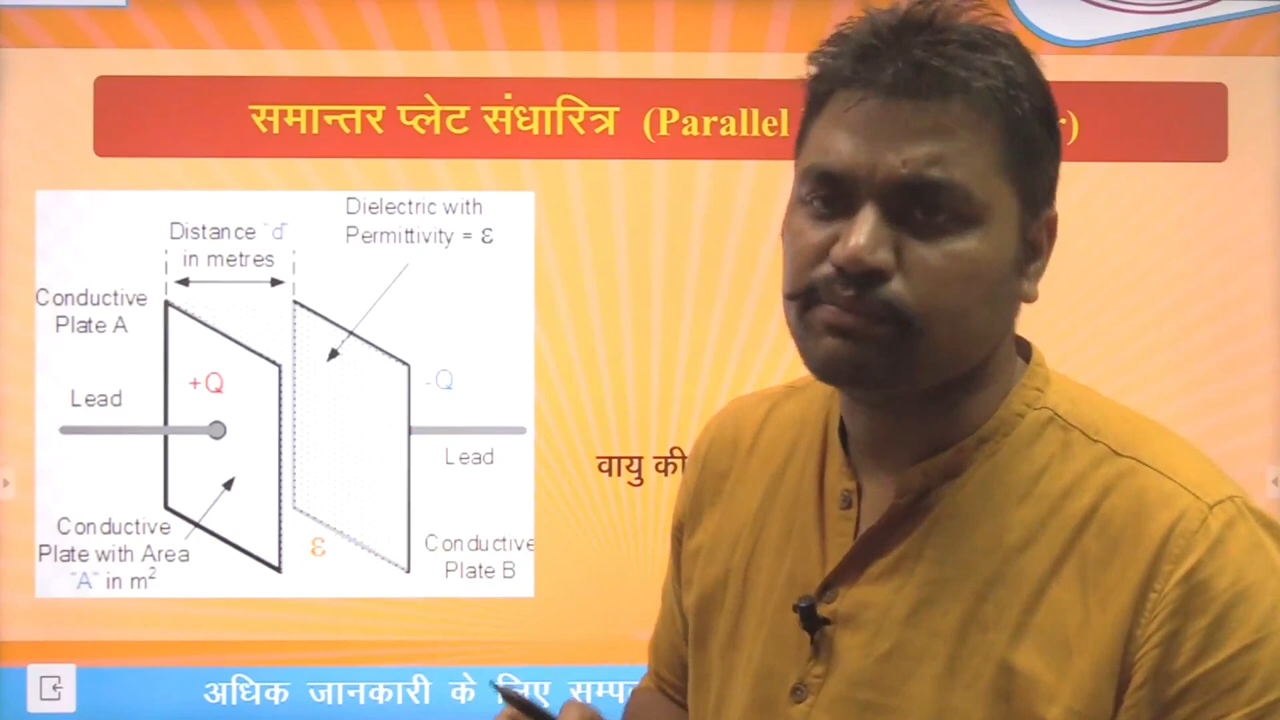 समान्तर प्लेट संधारित्र (Parallel
Distance "d"
in metres
Dielectric with
Permittivity = ε
Conductive
Plate A
+Q
-Q
Lead
Lead
वायु की
Conductive
Plate with Area
"A" in m²
ε
Conductive
Plate B
अधिक जानकारी के लिए